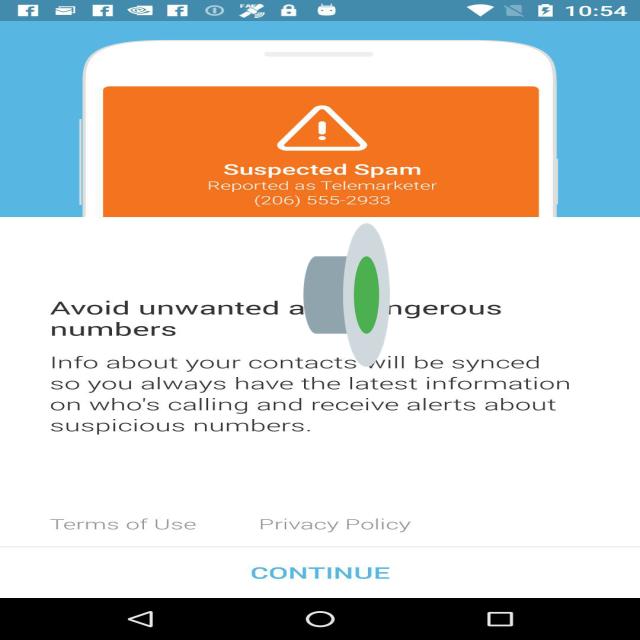 10:54
Suspected Spam
Reported as Telemarketer
(206) 555-2933
Avoid unwanted a ngerous
numbers
Info about your contacts will be synced
so you always have the latest information
on who's calling and receive alerts about
suspicious numbers.
Terms of Use Privacy Policy
CONTINUE